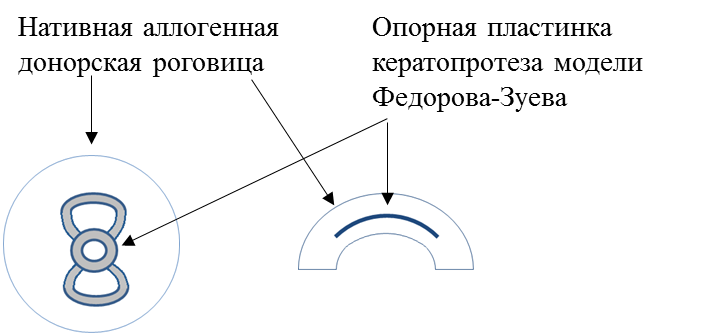 Нативная аллогенная
донорская роговица
Опорная пластинка
кератопротеза модели
Федорова-Зуева